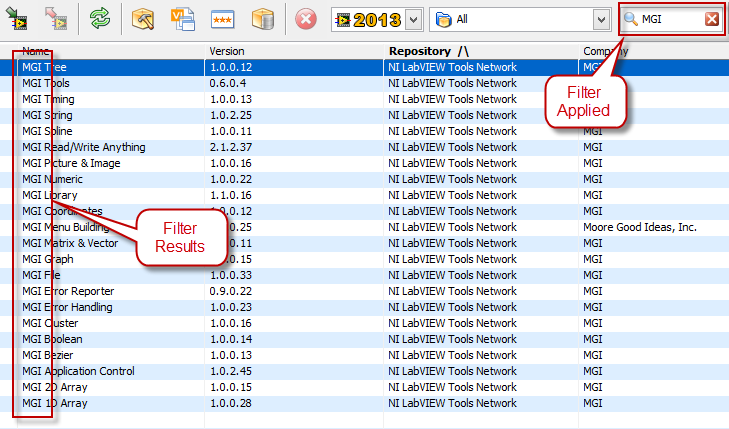 2013 All MGI
Name Version Repository /\ Company
MGI Tree 1.0.0.12 NI LabVIEW Tools Network MGI
MGI Tools 0.6.0.4 NI LabVIEW Tools Network
MGI Timing 1.0.0.13 NI LabVIEW Tools Network
MGI String 1.0.2.25 NI LabVIEW Tools Network
MGI Spline 1.0.0.11 NI LabVIEW Tools Network MGI
MGI Read/Write Anything 2.1.2.37 NI LabVIEW Tools Network MGI
MGI Picture & Image 1.0.0.16 NI LabVIEW Tools Network MGI
MGI Numeric 1.0.0.22 NI LabVIEW Tools Network MGI
MGI Library 1.1.0.16 NI LabVIEW Tools Network MGI
MGI Coordinates .0.0.12 NI LabVIEW Tools Network MGI
MGI Menu Building .0.25 NI LabVIEW Tools Network Moore Good Ideas, Inc.
MGI Matrix & Vector .0.11 NI LabVIEW Tools Network MGI
MGI Graph .0.15 NI LabVIEW Tools Network MGI
MGI File 1.0.0.33 NI LabVIEW Tools Network MGI
MGI Error Reporter 0.9.0.22 NI LabVIEW Tools Network MGI
MGI Error Handling 1.0.0.23 NI LabVIEW Tools Network MGI
MGI Cluster 1.0.0.16 NI LabVIEW Tools Network MGI
MGI Boolean 1.0.0.14 NI LabVIEW Tools Network MGI
MGI Bezier 1.0.0.13 NI LabVIEW Tools Network MGI
MGI Application Control 1.0.2.45 NI LabVIEW Tools Network MGI
MGI 2D Array 1.0.0.15 NI LabVIEW Tools Network MGI
MGI 1D Array 1.0.0.28 NI LabVIEW Tools Network MGI
Filter
Applied
Filter
Results